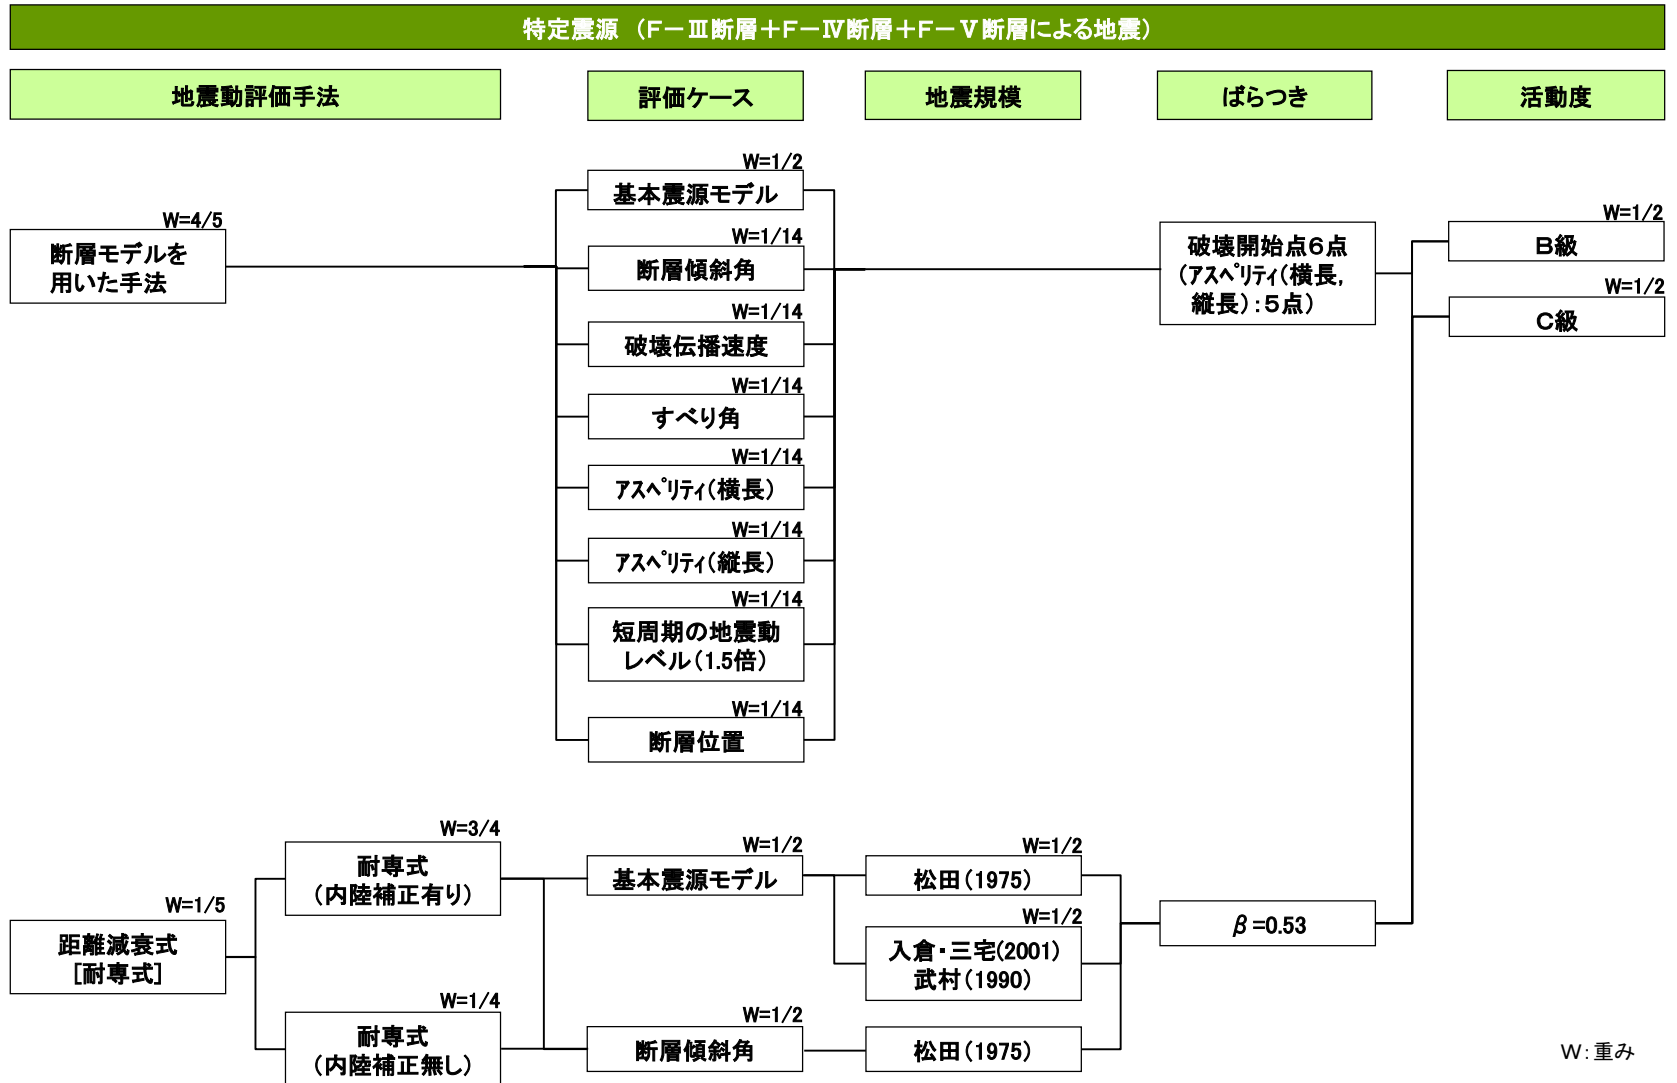 特定震源　（F－Ⅲ断層＋F－Ⅳ断層＋F－Ⅴ断層による地震）
地震動評価手法
評価ケース
地震規模
ばらつき
活動度
W=4/5
断層モデルを
用いた手法
W=1/2
基本震源モデル
W=1/14
断層傾斜角
W=1/14
破壊伝播速度
W=1/14
すべり角
W=1/14
ｱｽﾍﾟﾘﾃｨ(横長)
W=1/14
ｱｽﾍﾟﾘﾃｨ(縦長)
W=1/14
短周期の地震動
レベル（1.5倍）
W=1/14
断層位置
破壊開始点６点
（ｱｽﾍﾟﾘﾃｨ（横長，
縦長）：５点）
W=1/2
Ｂ級
W=1/2
Ｃ級
W=1/5
距離減衰式
[耐専式]
W=3/4
耐専式
（内陸補正有り）
W=1/4
耐専式
（内陸補正無し）
W=1/2
基本震源モデル
W=1/2
断層傾斜角
W=1/2
松田（1975）
W=1/2
入倉・三宅(2001)
武村（1990）
松田（1975）
β=0.53
Ｗ：重み